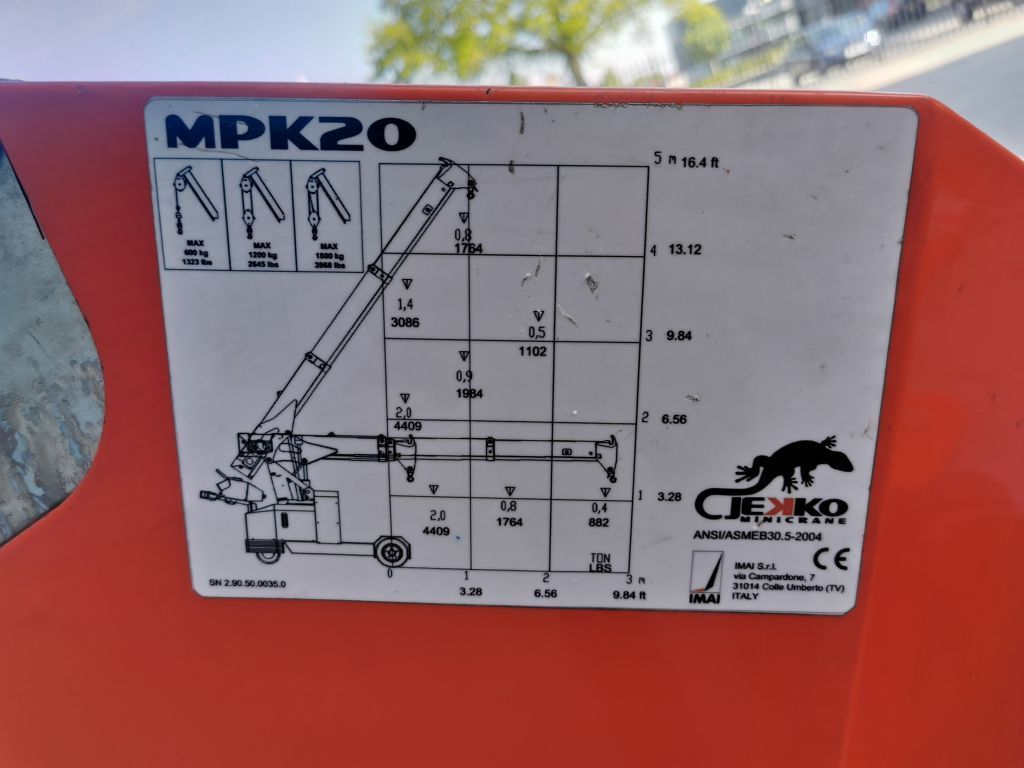 MPK20
MAX
600 kg
1323 lbs
MAX
1200 kg
2645 lbs
MAX
1800 kg
3968 lbs
5 m 16.4 ft
0,8
1764
4 13.12
1,4
3086
0,5
1102
3 9.84
0,9
1984
2,0
4409
2 6.56
1 3.28
2,0
4409
0,8
1764
0,4
882
TON
LBS
0 1 2 3 m
3.28 6.56 9.84 ft
SN 2.90.50.0035.0
JEKKO
MINICRANE
ANSI/ASMEB30.5-2004
CE
IMAI
IMAI S.r.l.
via Campardone, 7
31014 Colle Umberto (TV)
ITALY